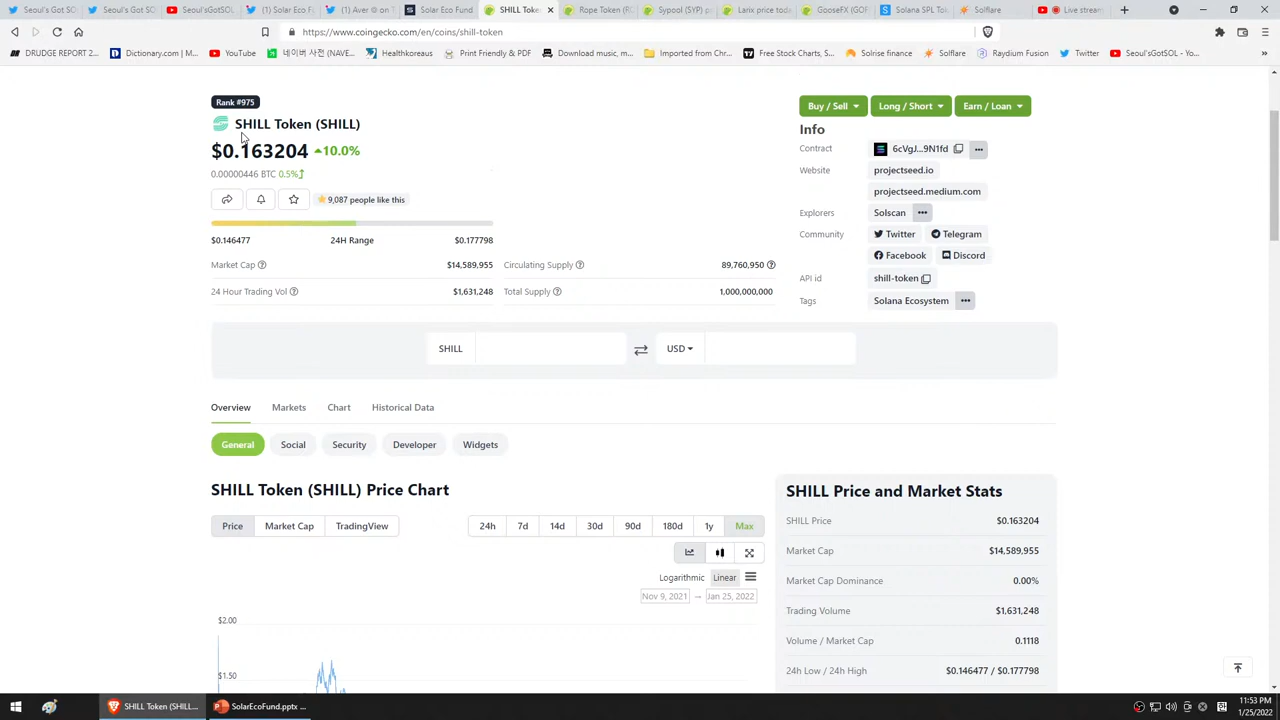 Seoul's Got SO
Seoul's Got SO
Seoul'sGotSOL
(1) Solar Eco F
(1) Aver @ on T
Solar Eco Fund
SHILL Token
Rope Token (RO
Sypool (SYP) p
Larix price toda
GooseFX (GOF
Solana SPL Tok
Solflare
Live stream
https://www.coingecko.com/en/coins/shill-token
DRUDGE REPORT 2...
Dictionary.com | M...
YouTube
네이버 사전 (NAVE...
Healthkoreaus
Print Friendly & PDF
Download music, m...
Imported from Chr...
Free Stock Charts, S...
Solrise finance
Solflare
Raydium Fusion
Twitter
Seoul'sGotSOL - Yo...
Rank #975
SHILL Token (SHILL)
$0.163204 10.0%
0.00000446 BTC 0.5%
9,087 people like this
$0.146477 24H Range $0.177798
Market Cap $14,589,955 Circulating Supply 89,760,950
24 Hour Trading Vol $1,631,248 Total Supply 1,000,000,000
Buy / Sell Long / Short Earn / Loan
Info
Contract 6cVgJ...9N1fd
Website projectseed.io
projectseed.medium.com
Explorers Solscan
Community Twitter Telegram
Facebook Discord
API id shill-token
Tags Solana Ecosystem
SHILL USD
Overview Markets Chart Historical Data
General Social Security Developer Widgets
SHILL Token (SHILL) Price Chart
Price Market Cap TradingView 24h 7d 14d 30d 90d 180d 1y Max
Logarithmic Linear
Nov 9, 2021 → Jan 25, 2022
$2.00
$1.50
SHILL Price and Market Stats
SHILL Price $0.163204
Market Cap $14,589,955
Market Cap Dominance 0.00%
Trading Volume $1,631,248
Volume / Market Cap 0.1118
24h Low / 24h High $0.146477 / $0.177798
SHILL Token (SHILL)...
SolarEcoFund.pptx ...
11:53 PM
1/25/2022